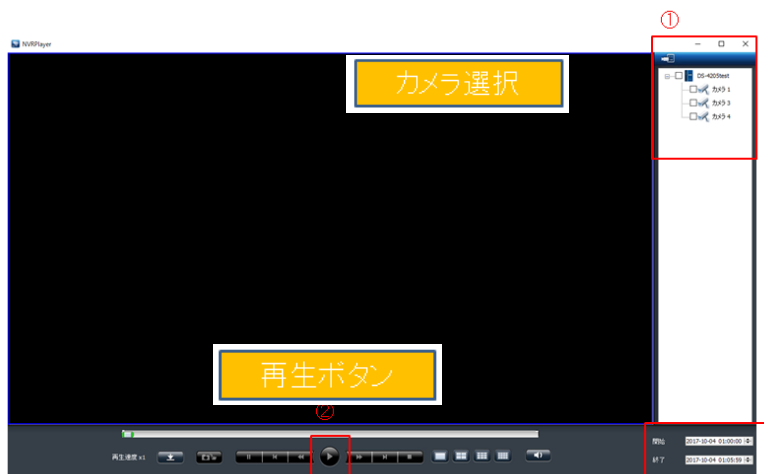 ①
NVRPlayer
カメラ選択
DS-4205test
カメラ 1
カメラ 3
カメラ 4
再生ボタン
②
開始 2017-10-04 01:00:00
再生速度 x1
終了 2017-10-04 01:05:59